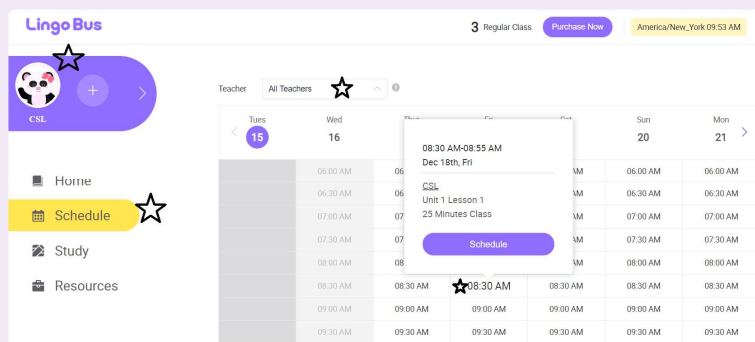 Lingo Bus
3 Regular Class
Purchase Now
America/New_York 09:53 AM
CSL
Home
Schedule
Study
Resources
Teacher
All Teachers
Tues Wed Sun Mon
15 16 20 21
08:30 AM-08:55 AM
Dec 18th, Fri
CSL
Unit 1 Lesson 1
25 Minutes Class
Schedule
06:00 AM 06 AM 06:00 AM 06:00 AM
06:30 AM 06 AM 06:30 AM 06:30 AM
07:00 AM 07 AM 07:00 AM 07:00 AM
07:30 AM 07 AM 07:30 AM 07:30 AM
08:00 AM 08 AM 08:00 AM 08:00 AM
08:30 AM 08:30 AM 08:30 AM 08:30 AM 08:30 AM 08:30 AM
09:00 AM 09:00 AM 09:00 AM 09:00 AM 09:00 AM 09:00 AM
09:30 AM 09:30 AM 09:30 AM 09:30 AM 09:30 AM 09:30 AM